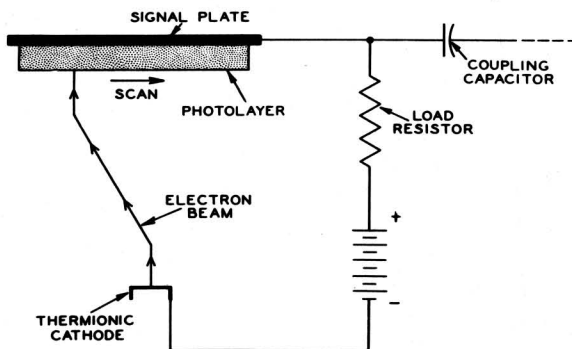 SIGNAL PLATE
COUPLING
CAPACITOR
SCAN
PHOTOLAYER
LOAD
RESISTOR
ELECTRON
BEAM
+
-
THERMIONIC
CATHODE